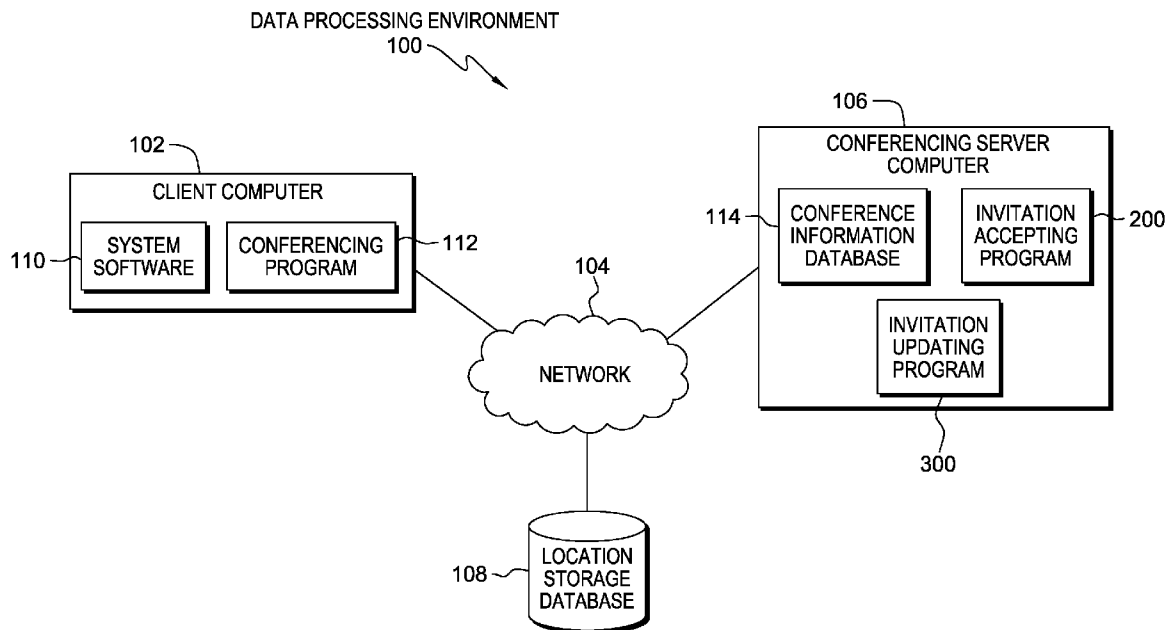 DATA PROCESSING ENVIRONMENT
100
102
CLIENT COMPUTER
110
SYSTEM
SOFTWARE
CONFERENCING
PROGRAM
112
104
NETWORK
106
CONFERENCING SERVER
COMPUTER
114
CONFERENCE
INFORMATION
DATABASE
INVITATION
ACCEPTING
PROGRAM
200
INVITATION
UPDATING
PROGRAM
300
108
LOCATION
STORAGE
DATABASE